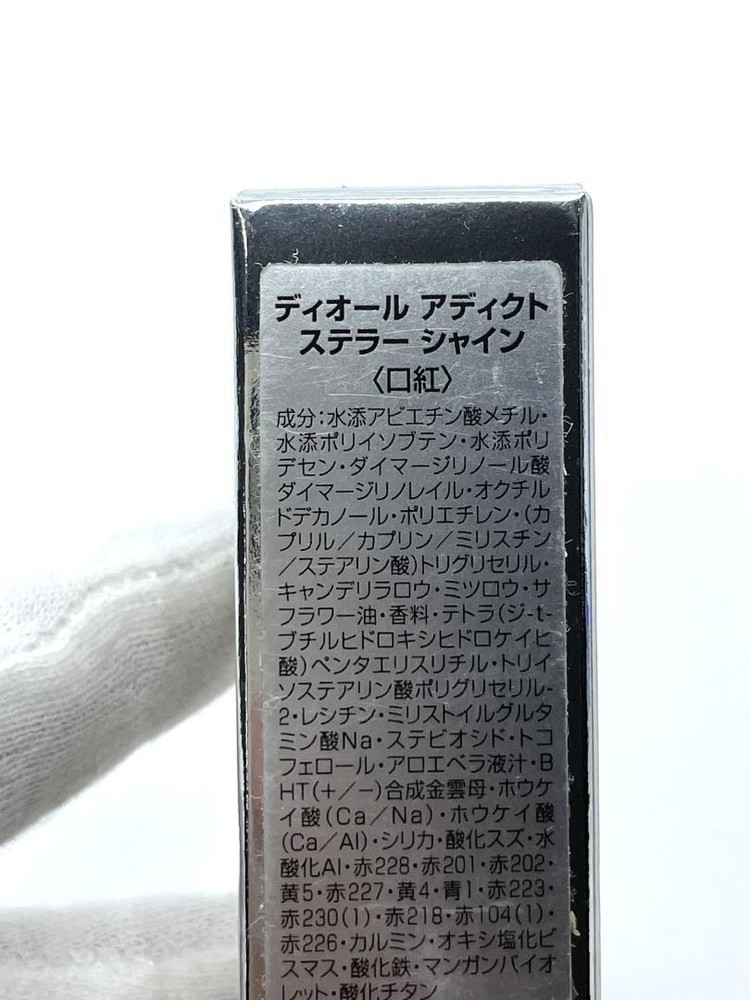 ディオール アディクト
ステラー シャイン
〈口紅〉
成分:水添アビエチン酸メチル・
水添ポリイソブテン・水添ポリ
デセン・ダイマージリノール酸
ダイマージリノレイル・オクチル
ドデカノール・ポリエチレン・(カ
プリル/カプリン/ミリスチン
/ステアリン酸)トリグリセリル・
キャンデリラロウ・ミツロウ・サ
フラワー油・香料・テトラ(ジ-t-
ブチルヒドロキシヒドロケイヒ
酸)ペンタエリスリチル・トリイ
ソステアリン酸ポリグリセリル-
2・レシチン・ミリストイルグルタ
ミン酸Na・ステビオシド・トコ
フェロール・アロエベラ液汁・B
HT(+/−)合成金雲母・ホウケ
イ酸(Ca/Na)・ホウケイ酸
(Ca/Al)・シリカ・酸化スズ・水
酸化Al・赤228・赤201・赤202・
黄5・赤227・黄4・青1・赤223・
赤230(1)・赤218・赤104(1)・
赤226・カルミン・オキシ塩化ビ
スマス・酸化鉄・マンガンバイオ
レット・酸化チタン